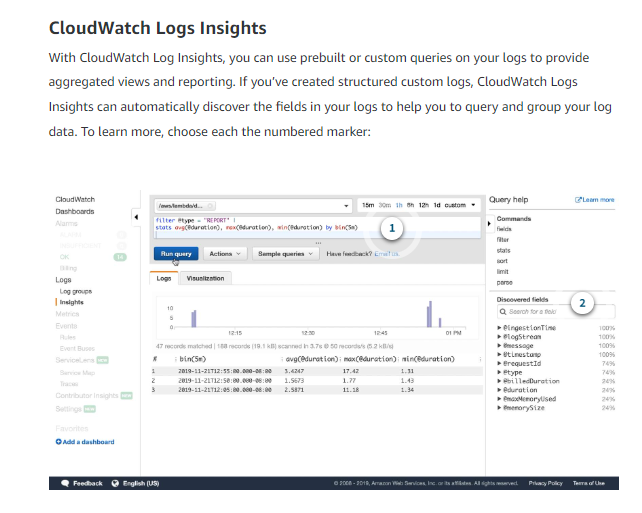 CloudWatch Logs Insights
With CloudWatch Log Insights, you can use prebuilt or custom queries on your logs to provide
aggregated views and reporting. If you've created structured custom logs, CloudWatch Logs
Insights can automatically discover the fields in your logs to help you to query and group your log
data. To learn more, choose each the numbered marker:
CloudWatch
Dashboards
Alarms
ALARM
INSUFFICIENT
OK
Billing
Logs
Log groups
Insights
Metrics
Events
Rules
Event Buses
ServiceLens NEW
Service Map
Traces
Contributor Insights NEW
Settings NEW
Favorites
Add a dashboard
/aws/lambda/d...
15m 30m 1h 6h 12h 1d custom
filter @type = "REPORT" |
stats avg(@duration), max(@duration), min(@duration) by bin(5m)
1
Run query Actions Sample queries Have feedback? Email us.
Logs Visualization
10
5
0
12:15 12:30 12:45 01 PM
47 records matched | 188 records (19.1 kB) scanned in 3.7s @ 50 records/s (5.2 kB/s)
# : bin(5m) : avg(@duration) : max(@duration) : min(@duration)
1 2019-11-21T12:55:00.000-08:00 3.4247 17.42 1.31
2 2019-11-21T12:50:00.000-08:00 1.5673 1.77 1.43
3 2019-11-21T12:05:00.000-08:00 2.5871 11.18 1.34
Query help Learn more
Commands
fields
filter
stats
sort
limit
parse
Discovered fields
2
Search for a field
@ingestionTime 100%
@logStream 100%
@message 100%
@timestamp 100%
@requestId 74%
@type 74%
@billedDuration 24%
@duration 24%
@maxMemoryUsed 24%
@memorySize 24%
Feedback English (US) © 2008 - 2019, Amazon Web Services, Inc. or its affiliates. All rights reserved. Privacy Policy Terms of Use